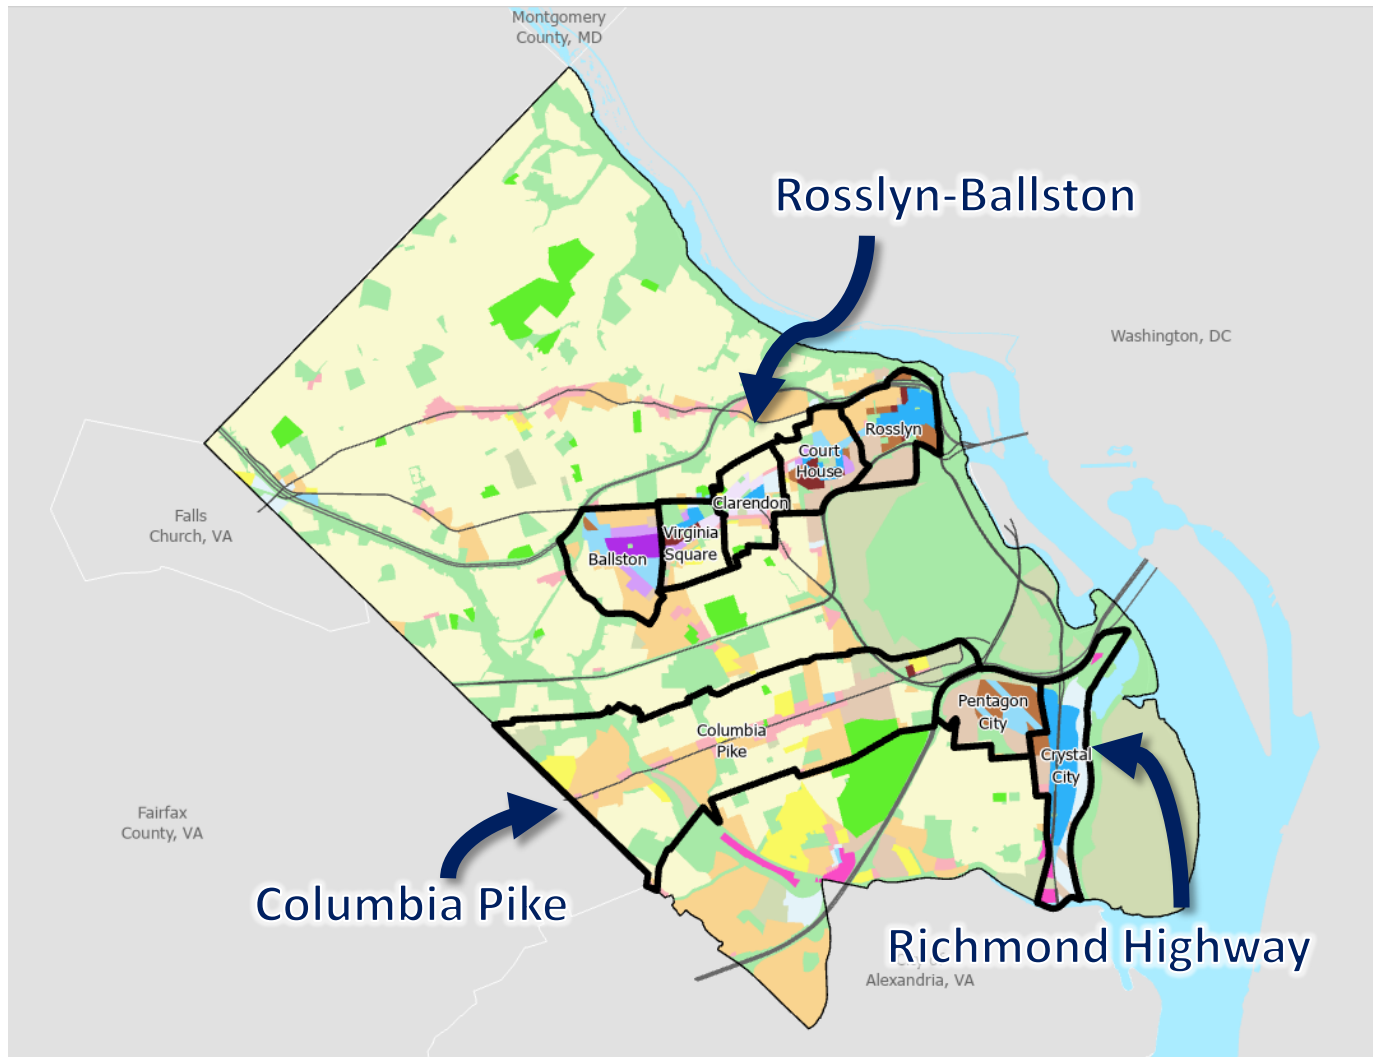 Montgomery
County, MD
Rosslyn-Ballston
Washington, DC
Rosslyn
Court
House
Clarendon
Falls
Church, VA
Virginia
Square
Ballston
Pentagon
City
Columbia
Pike
Crystal
City
Fairfax
County, VA
Columbia Pike
Richmond Highway
Alexandria, VA